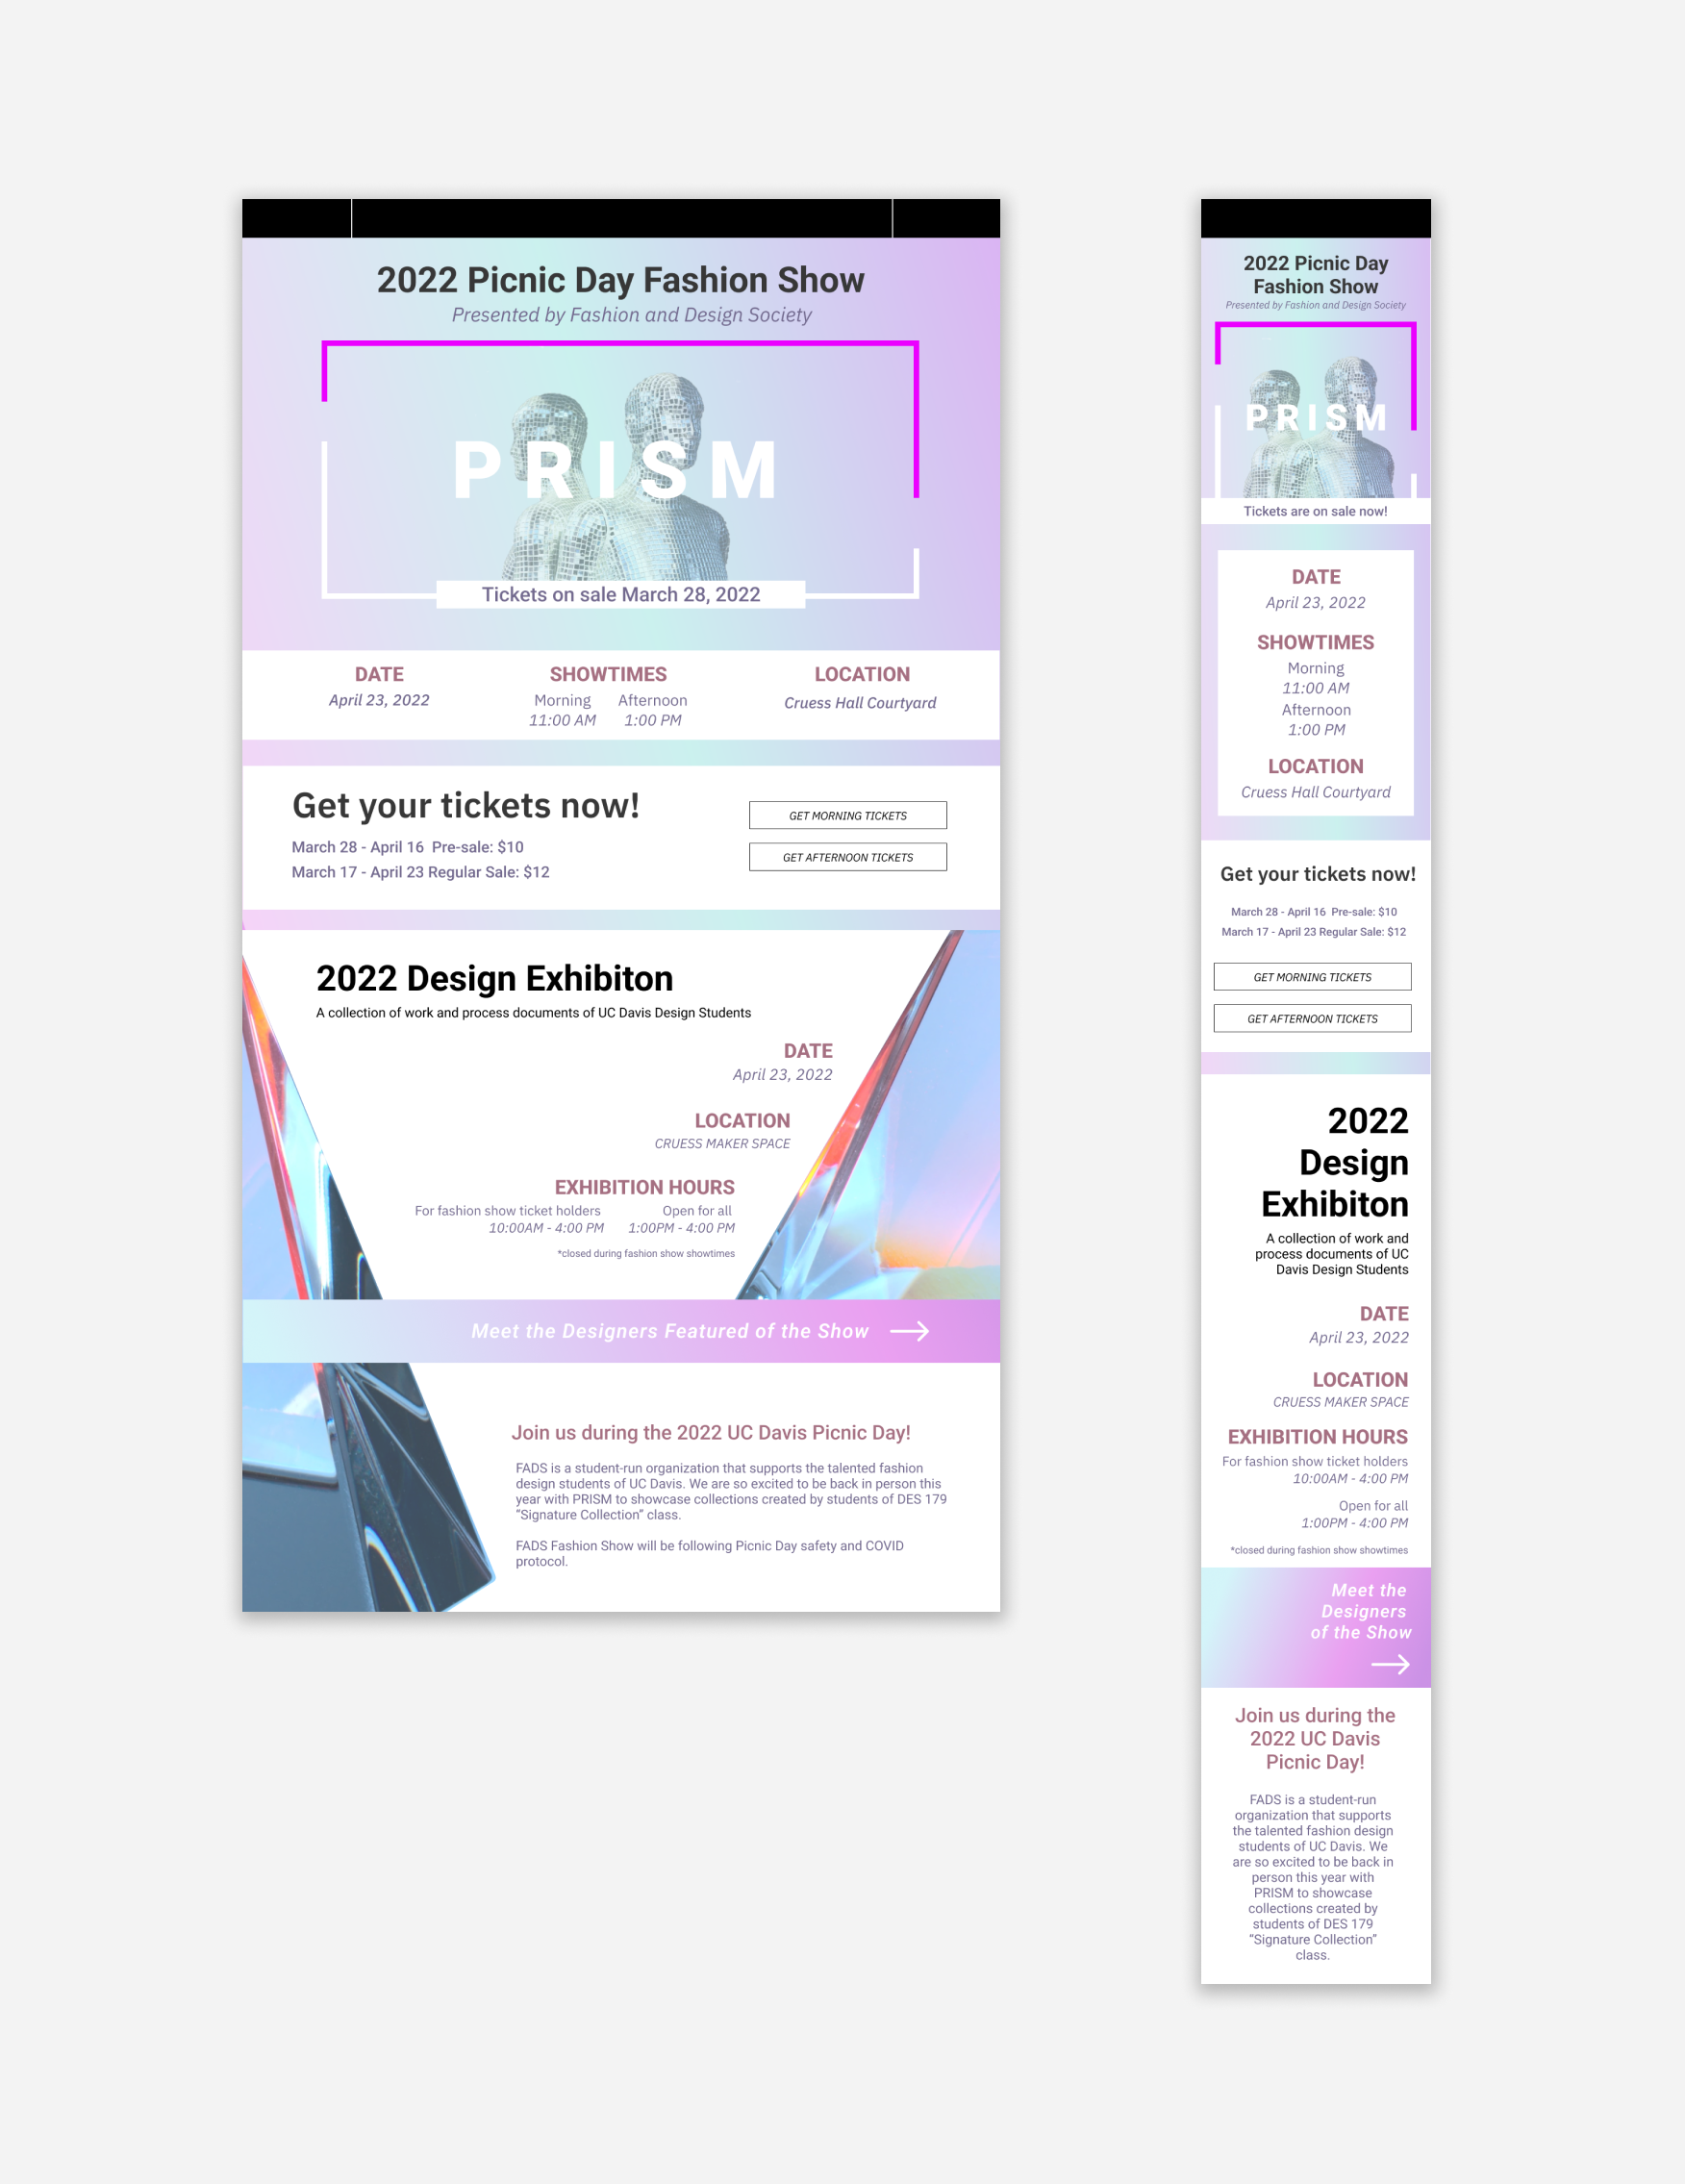 2022 Picnic Day Fashion Show
Presented by Fashion and Design Society
PRISM
Tickets on sale March 28, 2022
DATE
April 23, 2022
SHOWTIMES
Morning Afternoon
11:00 AM 1:00 PM
LOCATION
Cruess Hall Courtyard
Get your tickets now!
March 28 - April 16 Pre-sale: $10
March 17 - April 23 Regular Sale: $12
GET MORNING TICKETS
GET AFTERNOON TICKETS
2022 Design Exhibiton
A collection of work and process documents of UC Davis Design Students
DATE
April 23, 2022
LOCATION
CRUESS MAKER SPACE
EXHIBITION HOURS
For fashion show ticket holders Open for all
10:00AM - 4:00 PM 1:00PM - 4:00 PM
*closed during fashion show showtimes
Meet the Designers Featured of the Show
Join us during the 2022 UC Davis Picnic Day!
FADS is a student-run organization that supports the talented fashion
design students of UC Davis. We are so excited to be back in person this
year with PRISM to showcase collections created by students of DES 179
“Signature Collection” class.
FADS Fashion Show will be following Picnic Day safety and COVID
protocol.
2022 Picnic Day
Fashion Show
Presented by Fashion and Design Society
PRISM
Tickets are on sale now!
DATE
April 23, 2022
SHOWTIMES
Morning
11:00 AM
Afternoon
1:00 PM
LOCATION
Cruess Hall Courtyard
Get your tickets now!
March 28 - April 16 Pre-sale: $10
March 17 - April 23 Regular Sale: $12
GET MORNING TICKETS
GET AFTERNOON TICKETS
2022
Design
Exhibiton
A collection of work and
process documents of UC
Davis Design Students
DATE
April 23, 2022
LOCATION
CRUESS MAKER SPACE
EXHIBITION HOURS
For fashion show ticket holders
10:00AM - 4:00 PM
Open for all
1:00PM - 4:00 PM
*closed during fashion show showtimes
Meet the
Designers
of the Show
Join us during the
2022 UC Davis
Picnic Day!
FADS is a student-run
organization that supports
the talented fashion design
students of UC Davis. We
are so excited to be back in
person this year with
PRISM to showcase
collections created by
students of DES 179
“Signature Collection”
class.